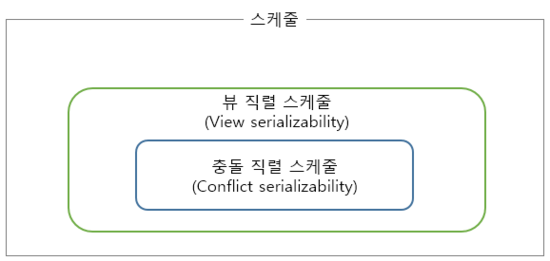 스케줄
뷰 직렬 스케줄
(View serializability)
충돌 직렬 스케줄
(Conflict serializability)